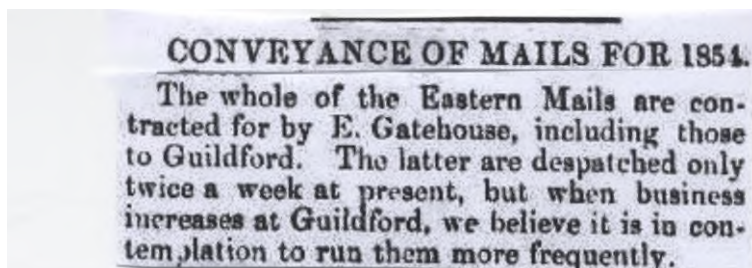 CONVEYANCE OF MAILS FOR 1854.
The whole of the Eastern Mails are con-
tracted for by E. Gatehouse, including those
to Guildford. The latter are despatched only
twice a week at present, but when business
increases at Guildford, we believe it is in con-
templation to run them more frequently.